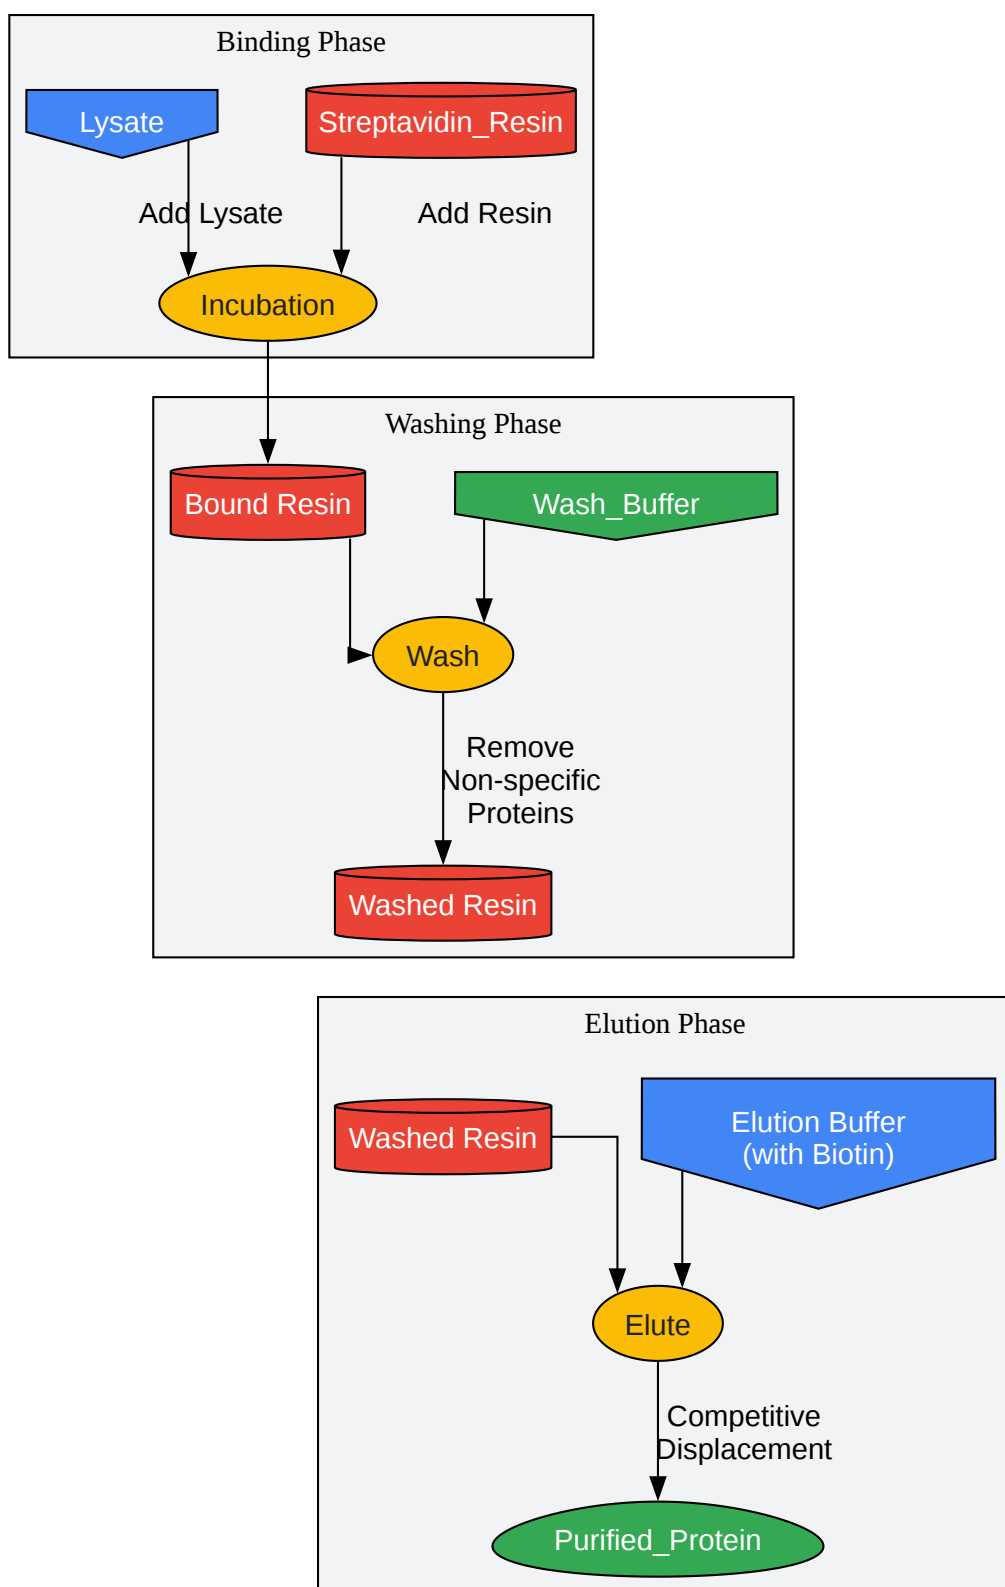 Binding Phase
Lysate
Streptavidin_Resin
Add Lysate
Add Resin
Incubation
Washing Phase
Bound Resin
Wash_Buffer
Wash
Remove
Non-specific
Proteins
Washed Resin
Elution Phase
Washed Resin
Elution Buffer
(with Biotin)
Elute
Competitive
Displacement
Purified_Protein